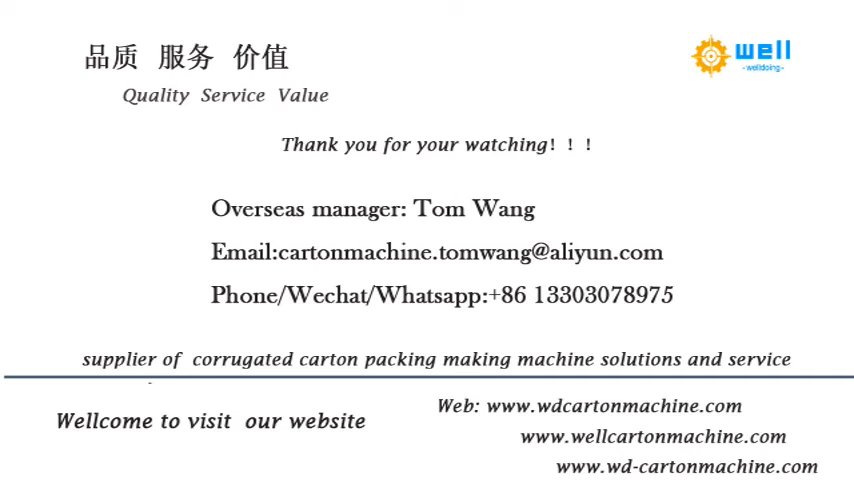 品质 服务 价值
well
-welldoing-
Quality Service Value
Thank you for your watching！！！
Overseas manager: Tom Wang
Email:cartonmachine.tomwang@aliyun.com
Phone/Wechat/Whatsapp:+86 13303078975
supplier of corrugated carton packing making machine solutions and service
Wellcome to visit our website
Web: www.wdcartonmachine.com
www.wellcartonmachine.com
www.wd-cartonmachine.com